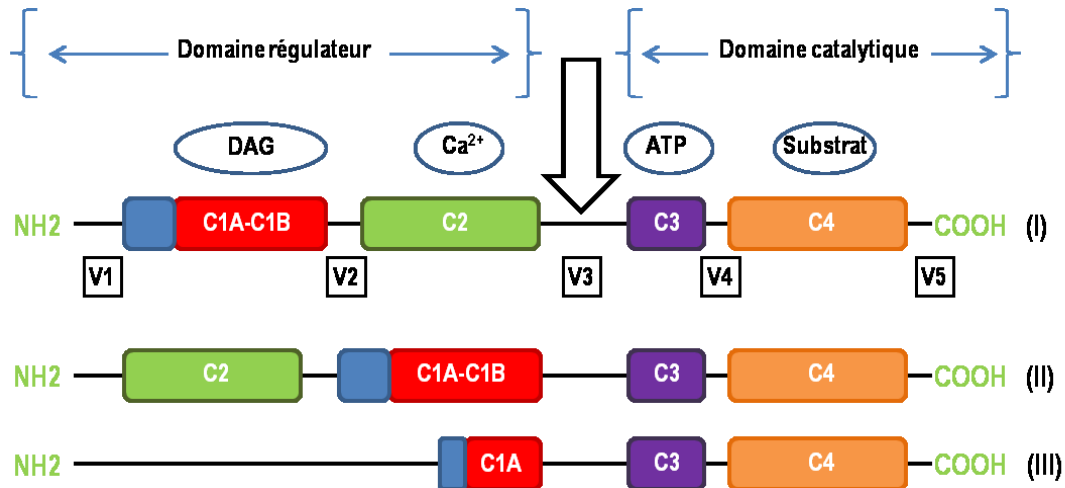 Domaine régulateur Domaine catalytique
DAG Ca²⁺ ATP Substrat
NH2 C1A-C1B C2 C3 C4 COOH (I)
V1 V2 V3 V4 V5
NH2 C2 C1A-C1B C3 C4 COOH (II)
NH2 C1A C3 C4 COOH (III)